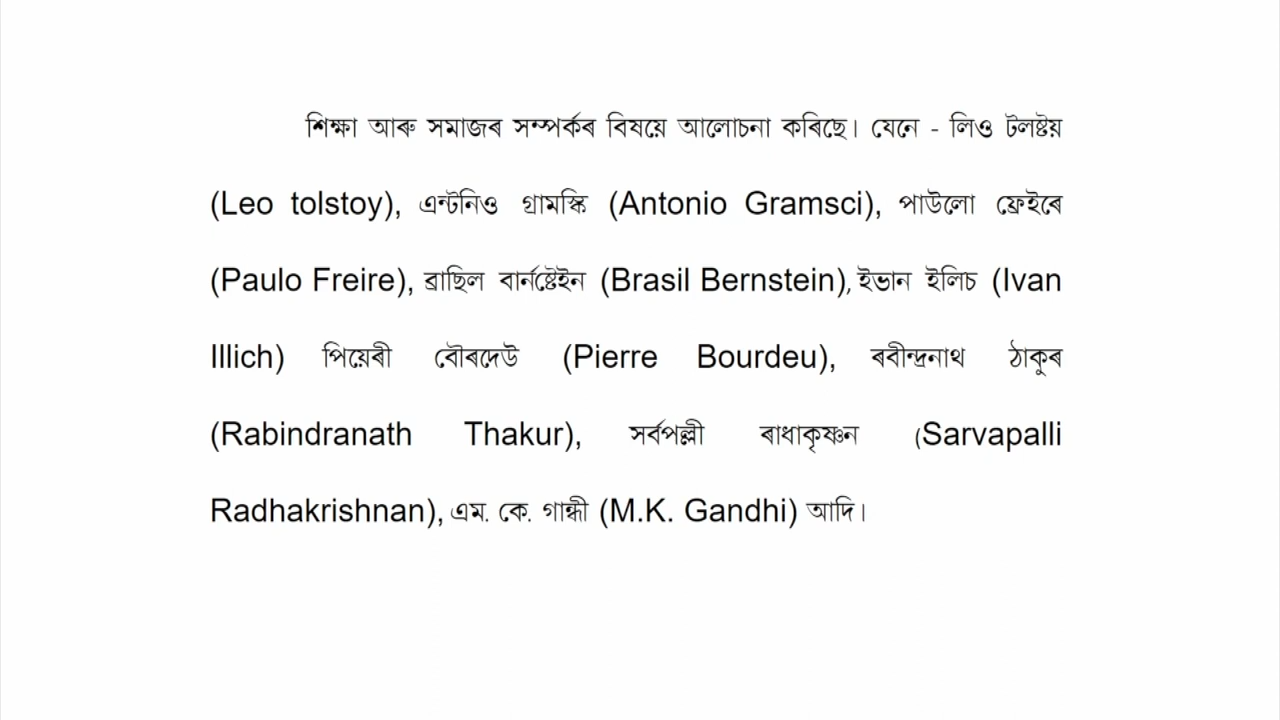 শিক্ষা আৰু সমাজৰ সম্পৰ্কৰ বিষয়ে আলোচনা কৰিছে। যেনে - লিও টলষ্টয়
(Leo tolstoy), এন্টনিও গ্ৰামস্কি (Antonio Gramsci), পাউলো ফ্ৰেইৰে
(Paulo Freire), ব্ৰাছিল বাৰ্নষ্টেইন (Brasil Bernstein), ইভান ইলিচ (Ivan
Illich) পিয়েৰী বৌৰদেউ (Pierre Bourdeu), ৰবীন্দ্ৰনাথ ঠাকুৰ
(Rabindranath Thakur), সৰ্বপল্লী ৰাধাকৃষ্ণন (Sarvapalli
Radhakrishnan), এম. কে. গান্ধী (M.K. Gandhi) আদি।